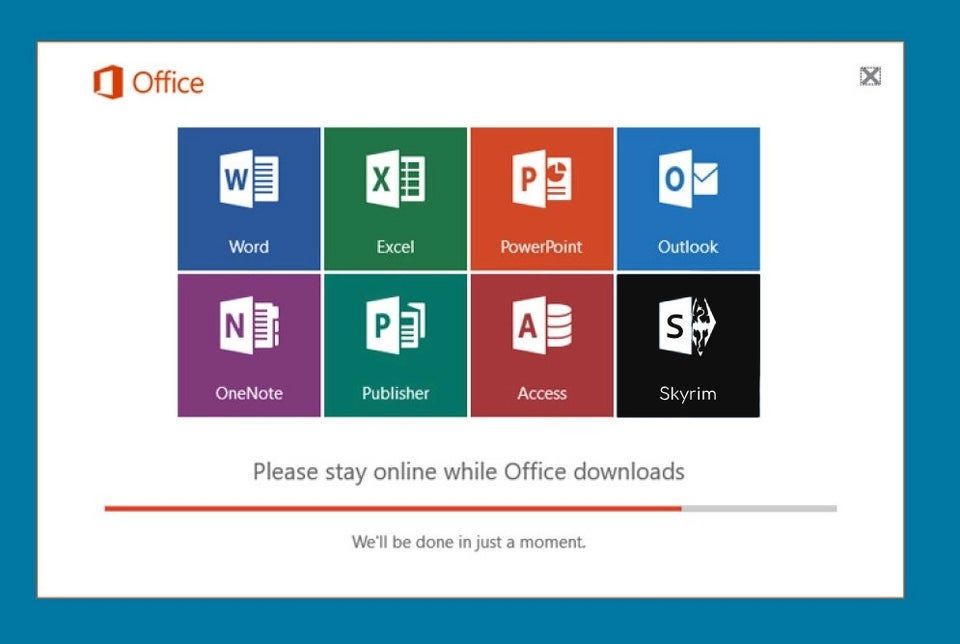 Office
W X P O
Word Excel PowerPoint Outlook
N P A S
OneNote Publisher Access Skyrim
Please stay online while Office downloads
We'll be done in just a moment.